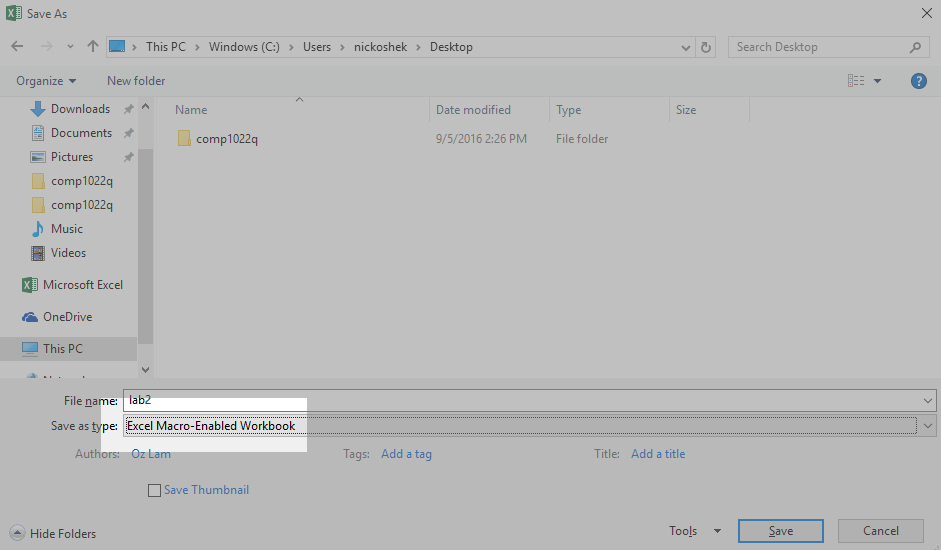 Save As
This PC > Windows (C:) > Users > nickoshek > Desktop
Search Desktop
Organize
New folder
?
Downloads
Documents
Pictures
comp1022q
comp1022q
Music
Videos
Microsoft Excel
OneDrive
This PC
Name
Date modified
Type
Size
comp1022q
9/5/2016 2:26 PM
File folder
File name:
lab2
Save as type:
Excel Macro-Enabled Workbook
Authors:
Oz Lam
Tags:
Add a tag
Title:
Add a title
Save Thumbnail
Hide Folders
Tools
Save
Cancel